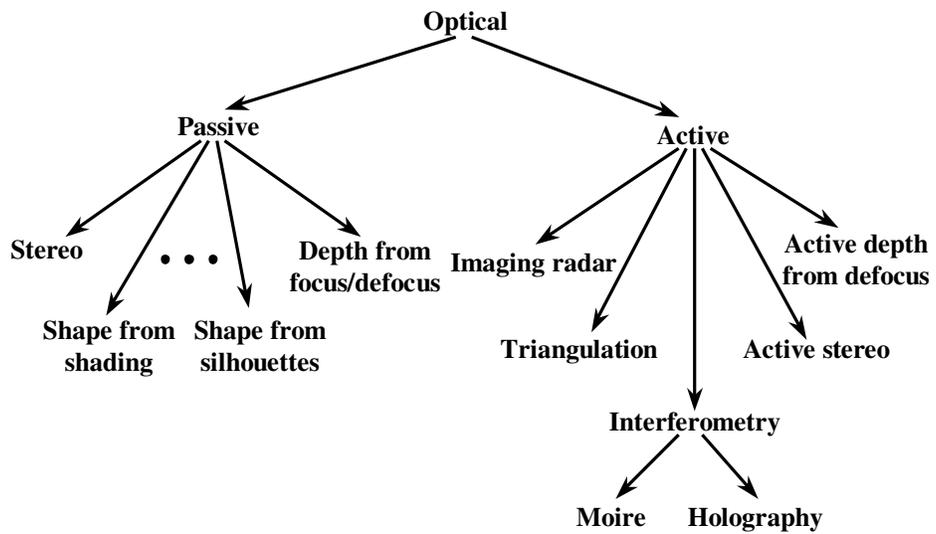 Optical
Passive
Active
Stereo
Depth from
focus/defocus
Shape from
shading
Shape from
silhouettes
Imaging radar
Active depth
from defocus
Triangulation
Active stereo
Interferometry
Moire
Holography